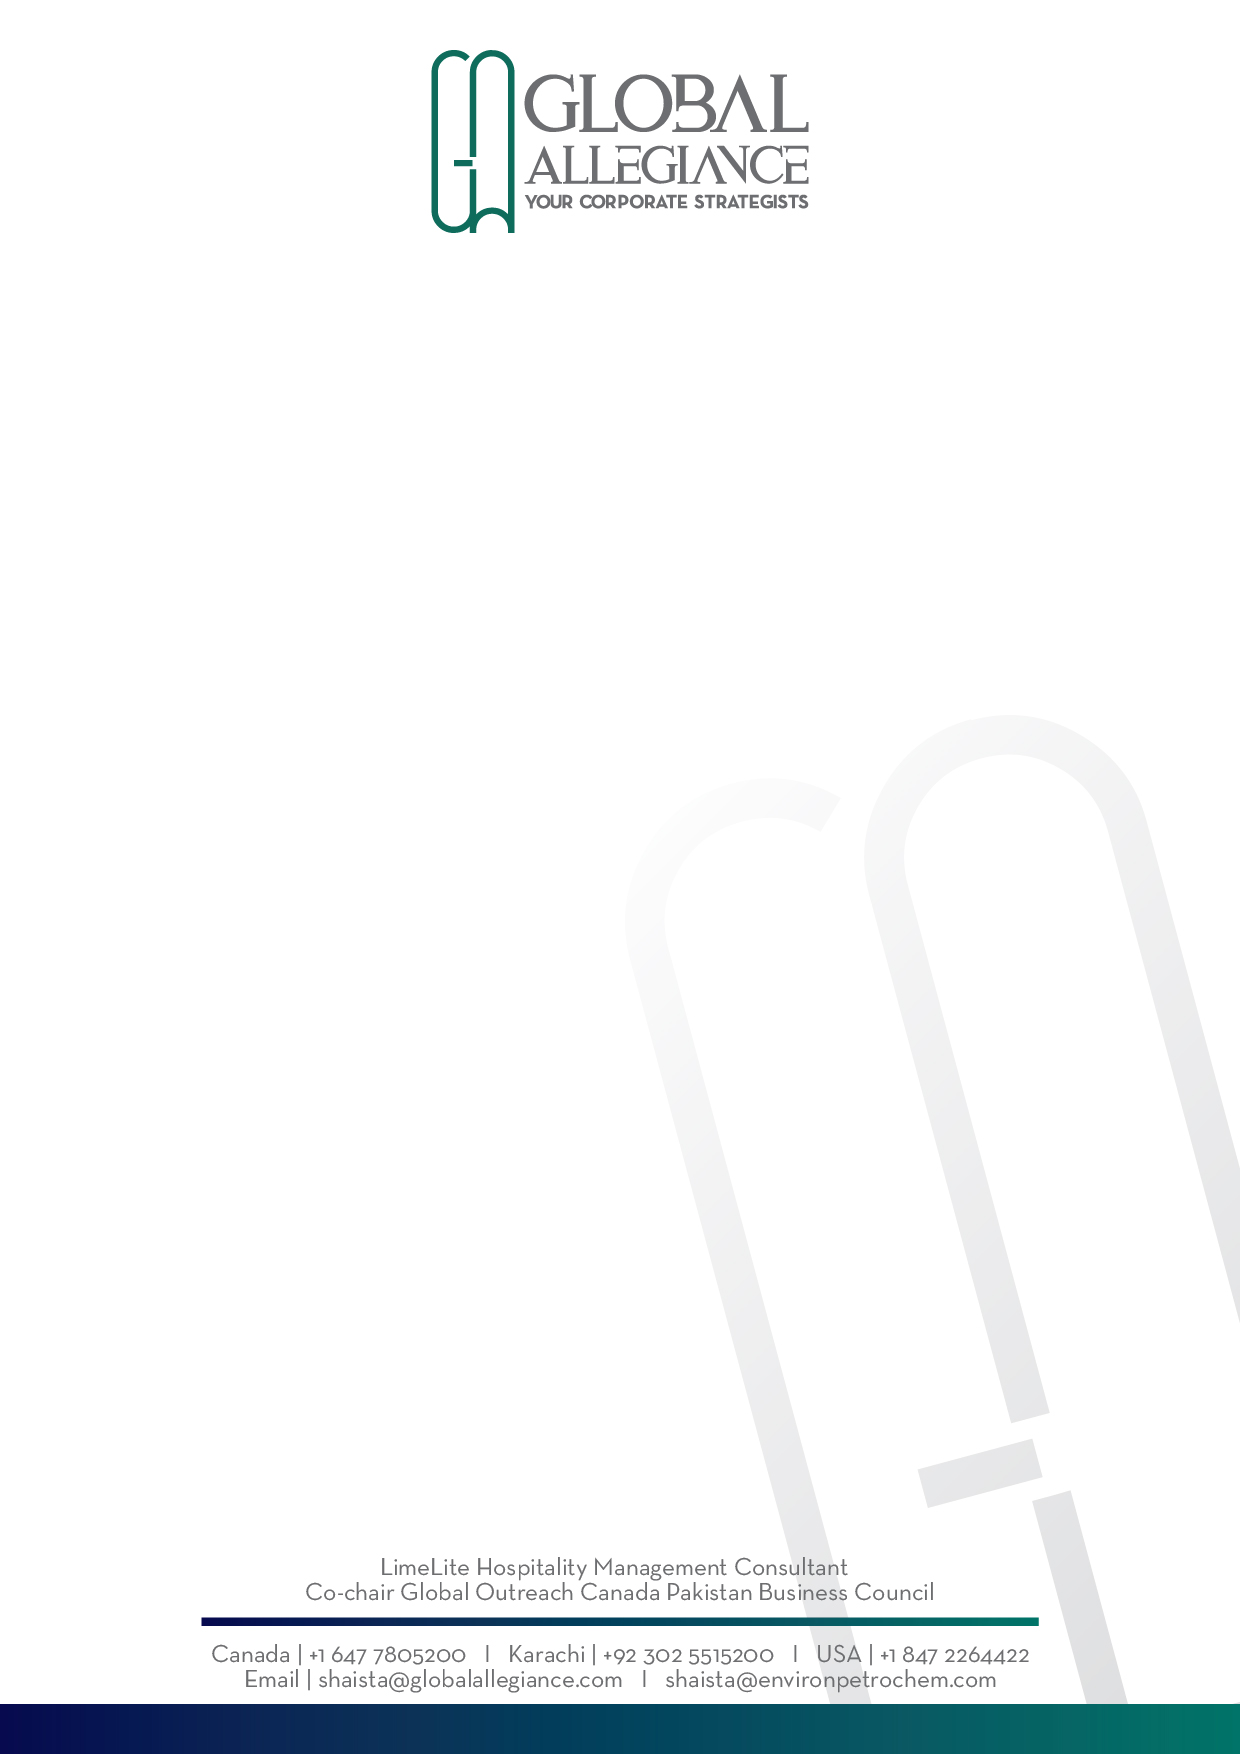 GLOBAL
ALLEGIANCE
YOUR CORPORATE STRATEGISTS
LimeLite Hospitality Management Consultant
Co-chair Global Outreach Canada Pakistan Business Council
Canada | +1 647 7805200 I Karachi | +92 302 5515200 I USA | +1 847 2264422
Email | shaista@globalallegiance.com I shaista@environpetrochem.com